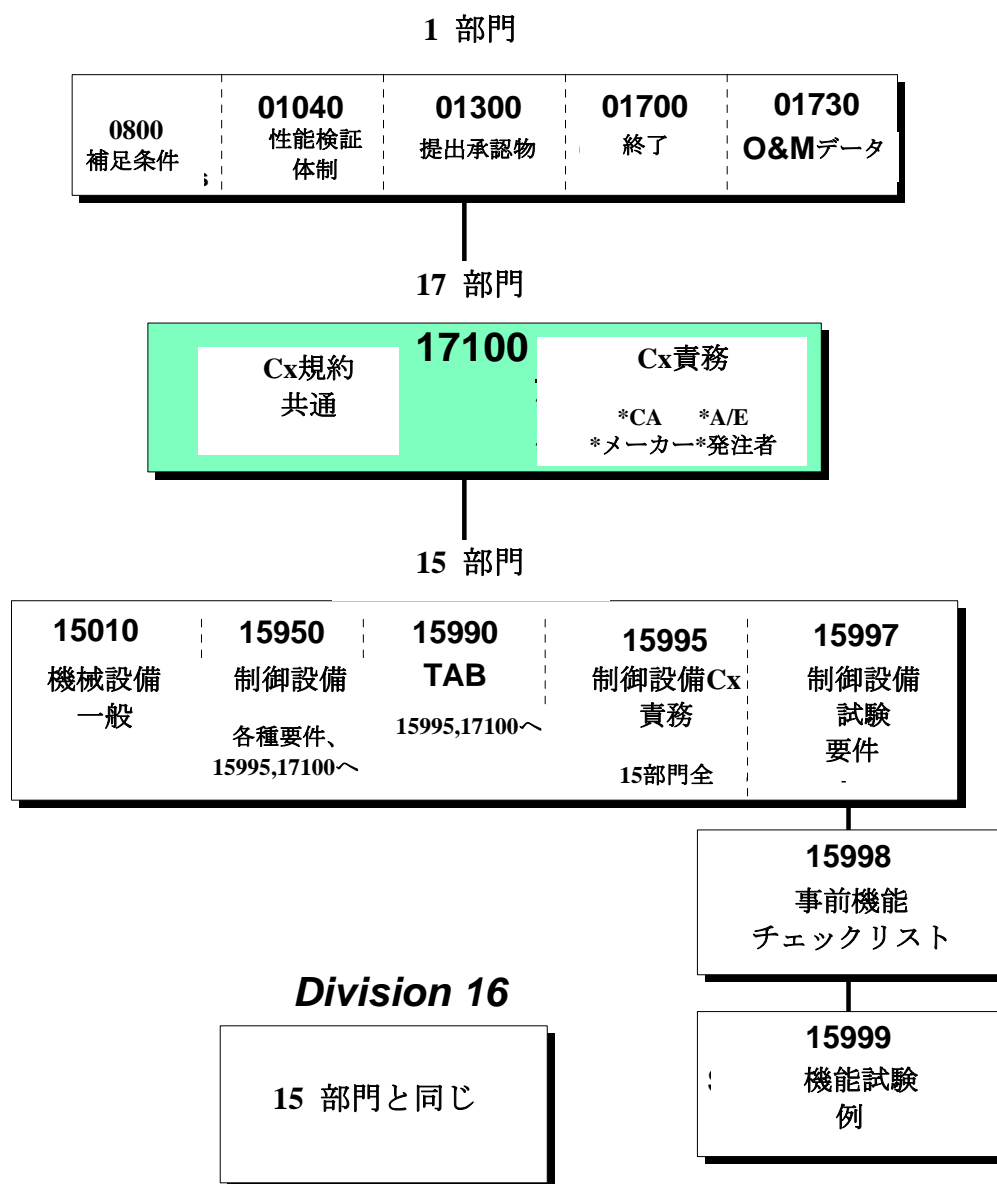 1 部門
0800
補足条件
s
01040
性能検証
体制
01300
提出承認物
01700
終了
01730
O&Mデータ
17 部門
17100
Cx規約
共通
Cx責務
*CA *A/E
*メーカー*発注者
15 部門
15010
機械設備
一般
15950
制御設備
各種要件、
15995,17100へ
15990
TAB
15995,17100へ
15995
制御設備Cx
責務
15部門全
15997
制御設備
試験
要件
15998
事前機能
チェックリスト
15999
機能試験
例
Division 16
15 部門と同じ